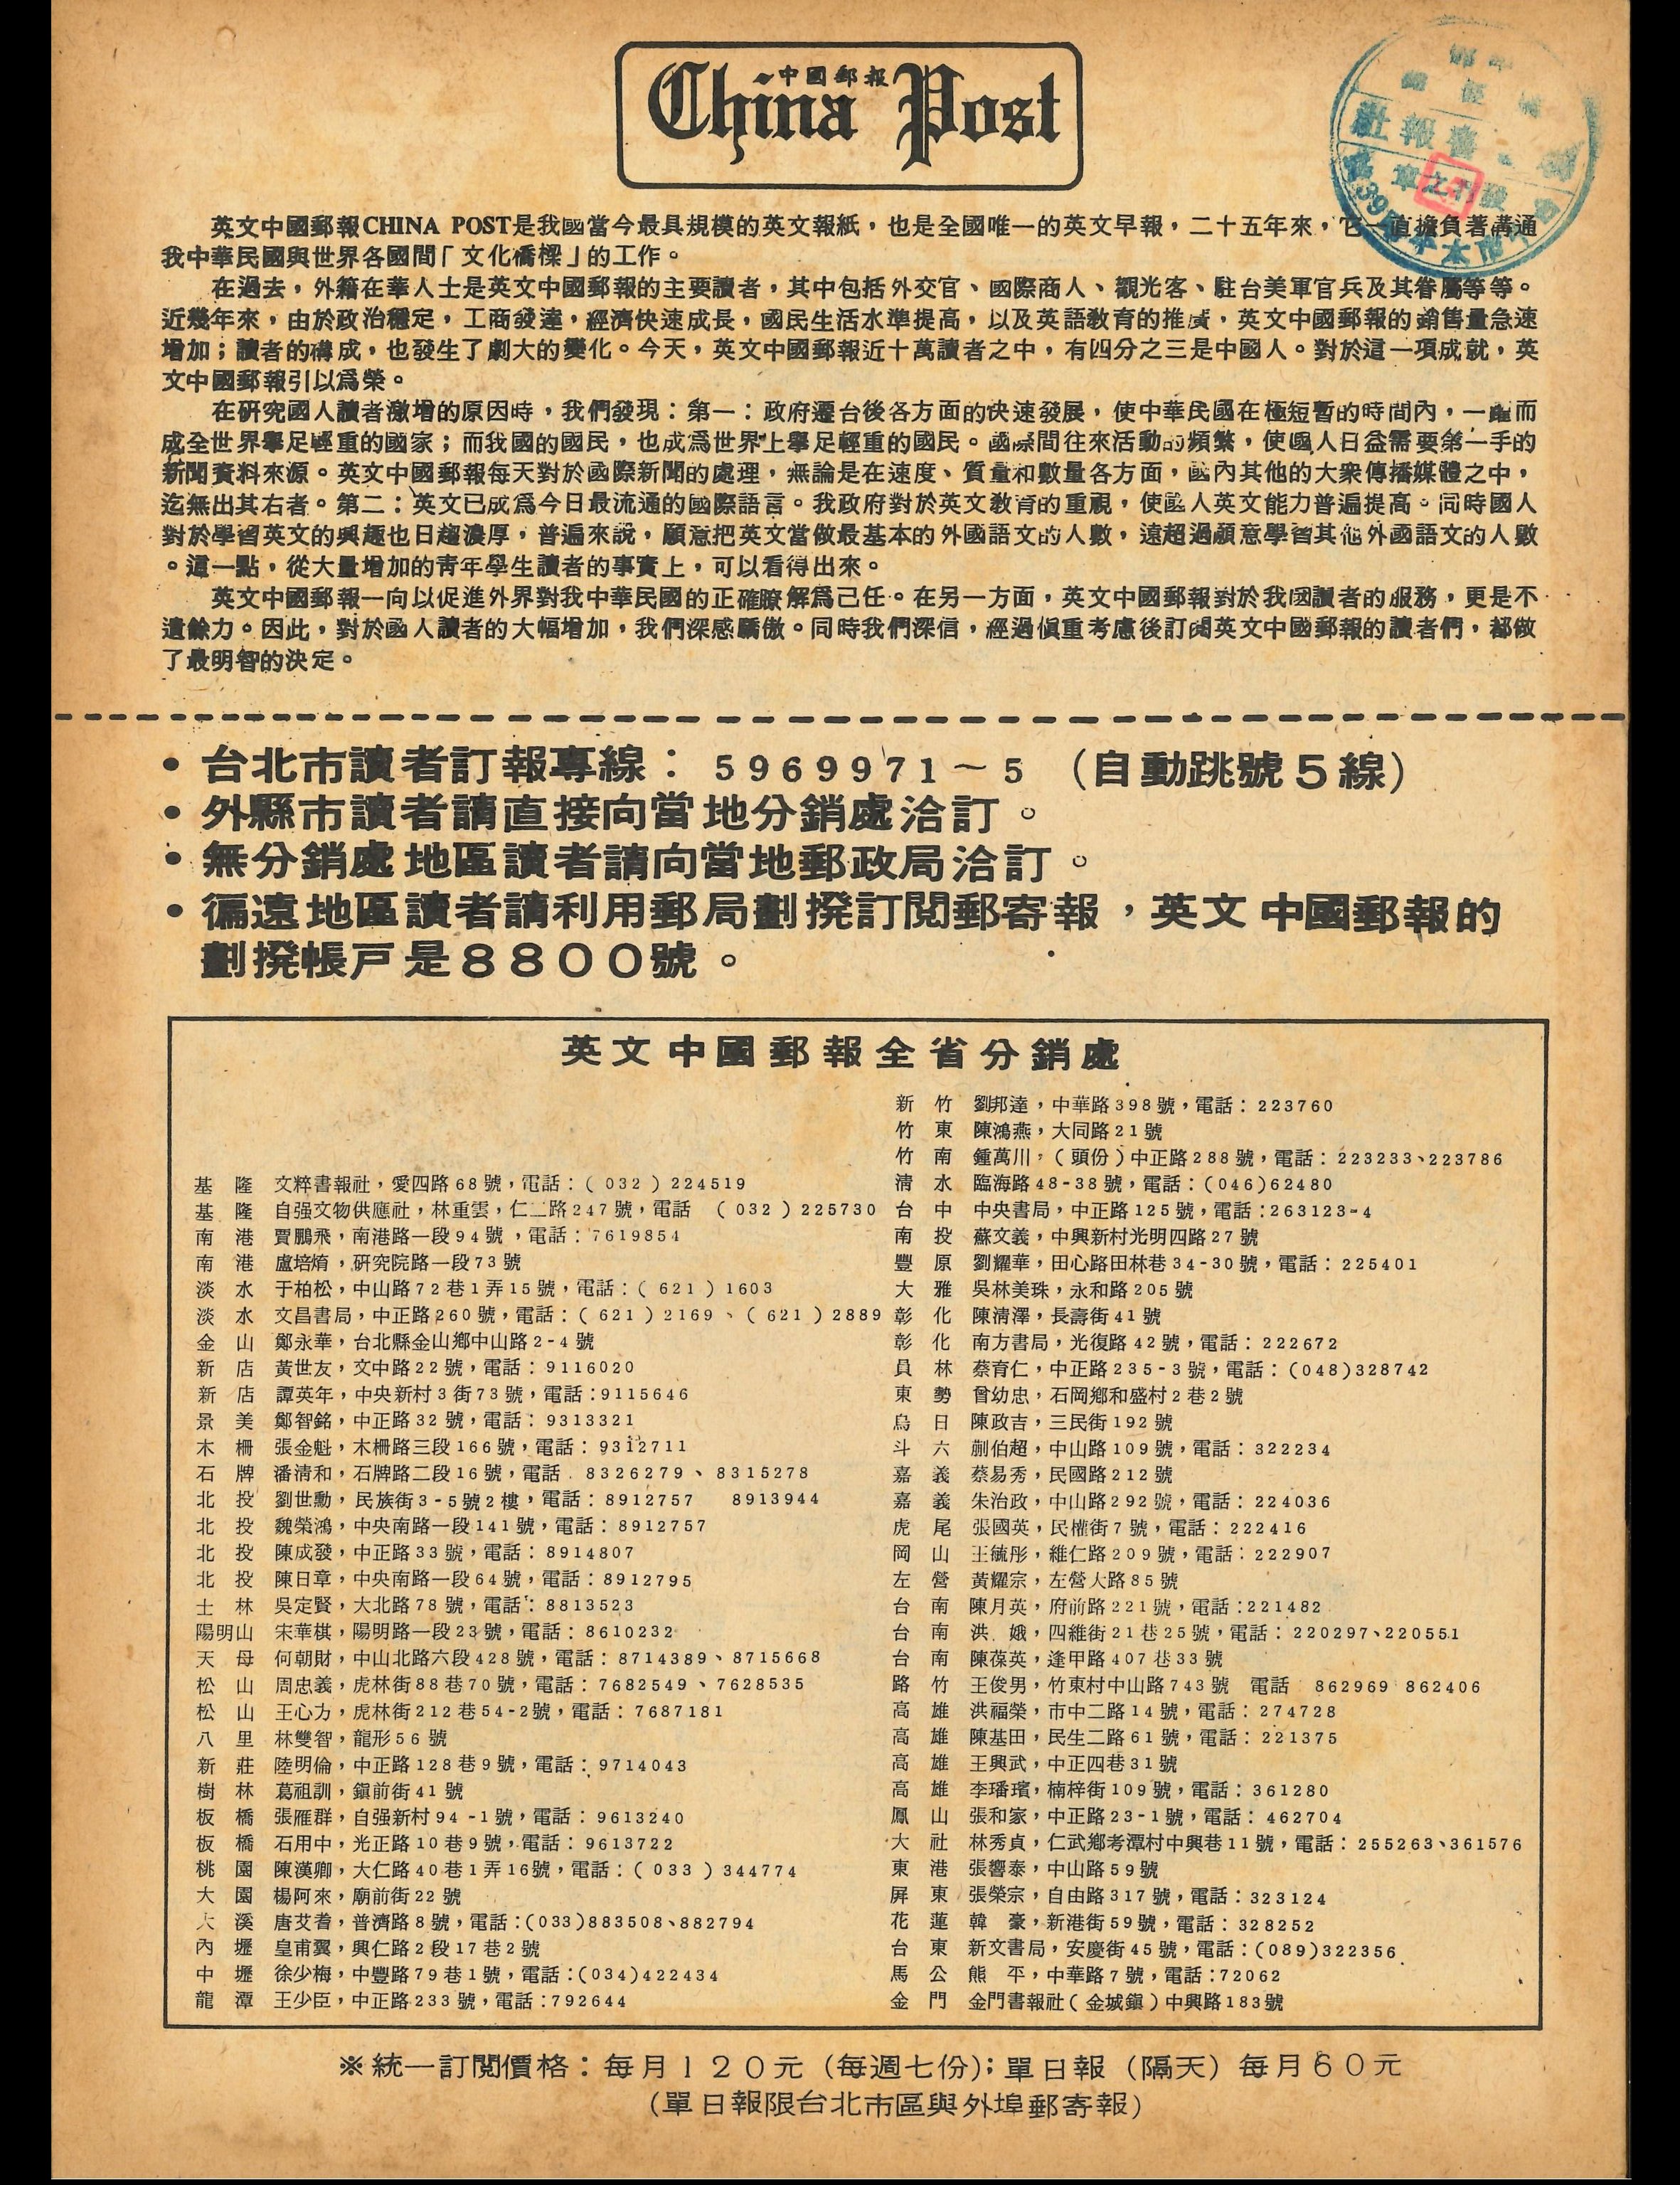 中國郵報
China Post
英文中國郵報CHINA POST是我國當今最具規模的英文報紙，也是全國唯一的英文早報，二十五年來，它一直擔負著溝通
我中華民國與世界各國間「文化橋樑」的工作。
在過去，外籍在華人士是英文中國郵報的主要讀者，其中包括外交官、國際商人、觀光客、駐台美軍官兵及其眷屬等等。
近幾年來，由於政治穩定，工商發達，經濟快速成長，國民生活水準提高，以及英語教育的推廣，英文中國郵報的銷售量急速
增加；讀者的構成，也發生了劇大的變化。今天，英文中國郵報近十萬讀者之中，有四分之三是中國人。對於這一項成就，英
文中國郵報引以爲榮。
在研究國人讀者激增的原因時，我們發現：第一：政府遷台後各方面的快速發展，使中華民國在極短暫的時間內，一躍而
成全世界舉足輕重的國家；而我國的國民，也成爲世界上舉足輕重的國民。國際間往來活動的頻繁，使國人日益需要第一手的
新聞資料來源。英文中國郵報每天對於國際新聞的處理，無論是在速度、質量和數量各方面，國內其他的大衆傳播媒體之中，
迄無出其右者。第二：英文已成爲今日最流通的國際語言。我政府對於英文教育的重視，使國人英文能力普遍提高。同時國人
對於學習英文的興趣也日趨濃厚，普遍來說，願意把英文當做最基本的外國語文的人數，遠超過願意學習其他外國語文的人數
。這一點，從大量增加的青年學生讀者的事實上，可以看得出來。
英文中國郵報一向以促進外界對我中華民國的正確瞭解爲己任。在另一方面，英文中國郵報對於我國讀者的服務，更是不
遺餘力。因此，對於國人讀者的大幅增加，我們深感驕傲。同時我們深信，經過愼重考慮後訂閱英文中國郵報的讀者們，都做
了最明智的決定。
• 台北市讀者訂報專線：5969971～5（自動跳號5線）
• 外縣市讀者請直接向當地分銷處洽訂。
• 無分銷處地區讀者請向當地郵政局洽訂。
• 偏遠地區讀者請利用郵局劃撥訂閱郵寄報，英文中國郵報的
劃撥帳戶是8800號。
英文中國郵報全省分銷處
基隆 文粹書報社，愛四路68號，電話：(032)224519
基隆 自强文物供應社，林重雲，仁二路247號，電話 (032)225730
南港 賈鵬飛，南港路一段94號，電話：7619854
南港 盧培焴，研究院路一段73號
淡水 于柏松，中山路72巷1弄15號，電話：(621)1603
淡水 文昌書局，中正路260號，電話：(621)2169、(621)2889
金山 鄭永華，台北縣金山鄉中山路2-4號
新店 黃世友，文中路22號，電話：9116020
新店 譚英年，中央新村3街73號，電話：9115646
景美 鄭智銘，中正路32號，電話：9313321
木柵 張金魁，木柵路三段166號，電話：9312711
石牌 潘淸和，石牌路二段16號，電話 8326279、8315278
北投 劉世勳，民族街3-5號2樓，電話：8912757 8913944
北投 魏榮鴻，中央南路一段141號，電話：8912757
北投 陳成發，中正路33號，電話：8914807
北投 陳日章，中央南路一段64號，電話：8912795
士林 吳定賢，大北路78號，電話：8813523
陽明山 宋華棋，陽明路一段23號，電話：8610232
天母 何朝財，中山北路六段428號，電話：8714389、8715668
松山 周忠義，虎林街88巷70號，電話：7682549、7628535
松山 王心方，虎林街212巷54-2號，電話：7687181
八里 林雙智，龍形56號
新莊 陸明倫，中正路128巷9號，電話：9714043
樹林 葛祖訓，鎭前街41號
板橋 張雁群，自强新村94-1號，電話：9613240
板橋 石用中，光正路10巷9號，電話：9613722
桃園 陳漢卿，大仁路40巷1弄16號，電話：(033)344774
大園 楊阿來，廟前街22號
大溪 唐艾耆，普濟路8號，電話：(033)883508、882794
內壢 皇甫翼，興仁路2段17巷2號
中壢 徐少梅，中豐路79巷1號，電話：(034)422434
龍潭 王少臣，中正路233號，電話：792644
新竹 劉邦達，中華路398號，電話：223760
竹東 陳鴻燕，大同路21號
竹南 鍾萬川，(頭份)中正路288號，電話：223233、223786
淸水 臨海路48-38號，電話：(046)62480
台中 中央書局，中正路125號，電話：263123-4
南投 蘇文義，中興新村光明四路27號
豐原 劉耀華，田心路田林巷34-30號，電話：225401
大雅 吳林美珠，永和路205號
彰化 陳淸澤，長壽街41號
彰化 南方書局，光復路42號，電話：222672
員林 蔡育仁，中正路235-3號，電話：(048)328742
東勢 曾幼忠，石岡鄉和盛村2巷2號
烏日 陳政吉，三民街192號
斗六 蒯伯超，中山路109號，電話：322234
嘉義 蔡易秀，民國路212號
嘉義 朱治政，中山路292號，電話：224036
虎尾 張國英，民權街7號，電話：222416
岡山 王毓彤，維仁路209號，電話：222907
左營 黃耀宗，左營大路85號
台南 陳月英，府前路221號，電話：221482
台南 洪娥，四維街21巷25號，電話：220297、220551
台南 陳葆英，逢甲路407巷33號
路竹 王俊男，竹東村中山路743號 電話 862969 862406
高雄 洪福榮，市中二路14號，電話：274728
高雄 陳基田，民生二路61號，電話：221375
高雄 王興武，中正四巷31號
高雄 李璠璸，楠梓街109號，電話：361280
鳳山 張和家，中正路23-1號，電話：462704
大社 林秀貞，仁武鄉考潭村中興巷11號，電話：255263、361576
東港 張響泰，中山路59號
屏東 張榮宗，自由路317號，電話：323124
花蓮 韓豪，新港街59號，電話：328252
台東 新文書局，安慶街45號，電話：(089)322356
馬公 熊平，中華路7號，電話：72062
金門 金門書報社(金城鎭)中興路183號
※統一訂閱價格：每月120元（每週七份）；單日報（隔天）每月60元
（單日報限台北市區與外埠郵寄報）